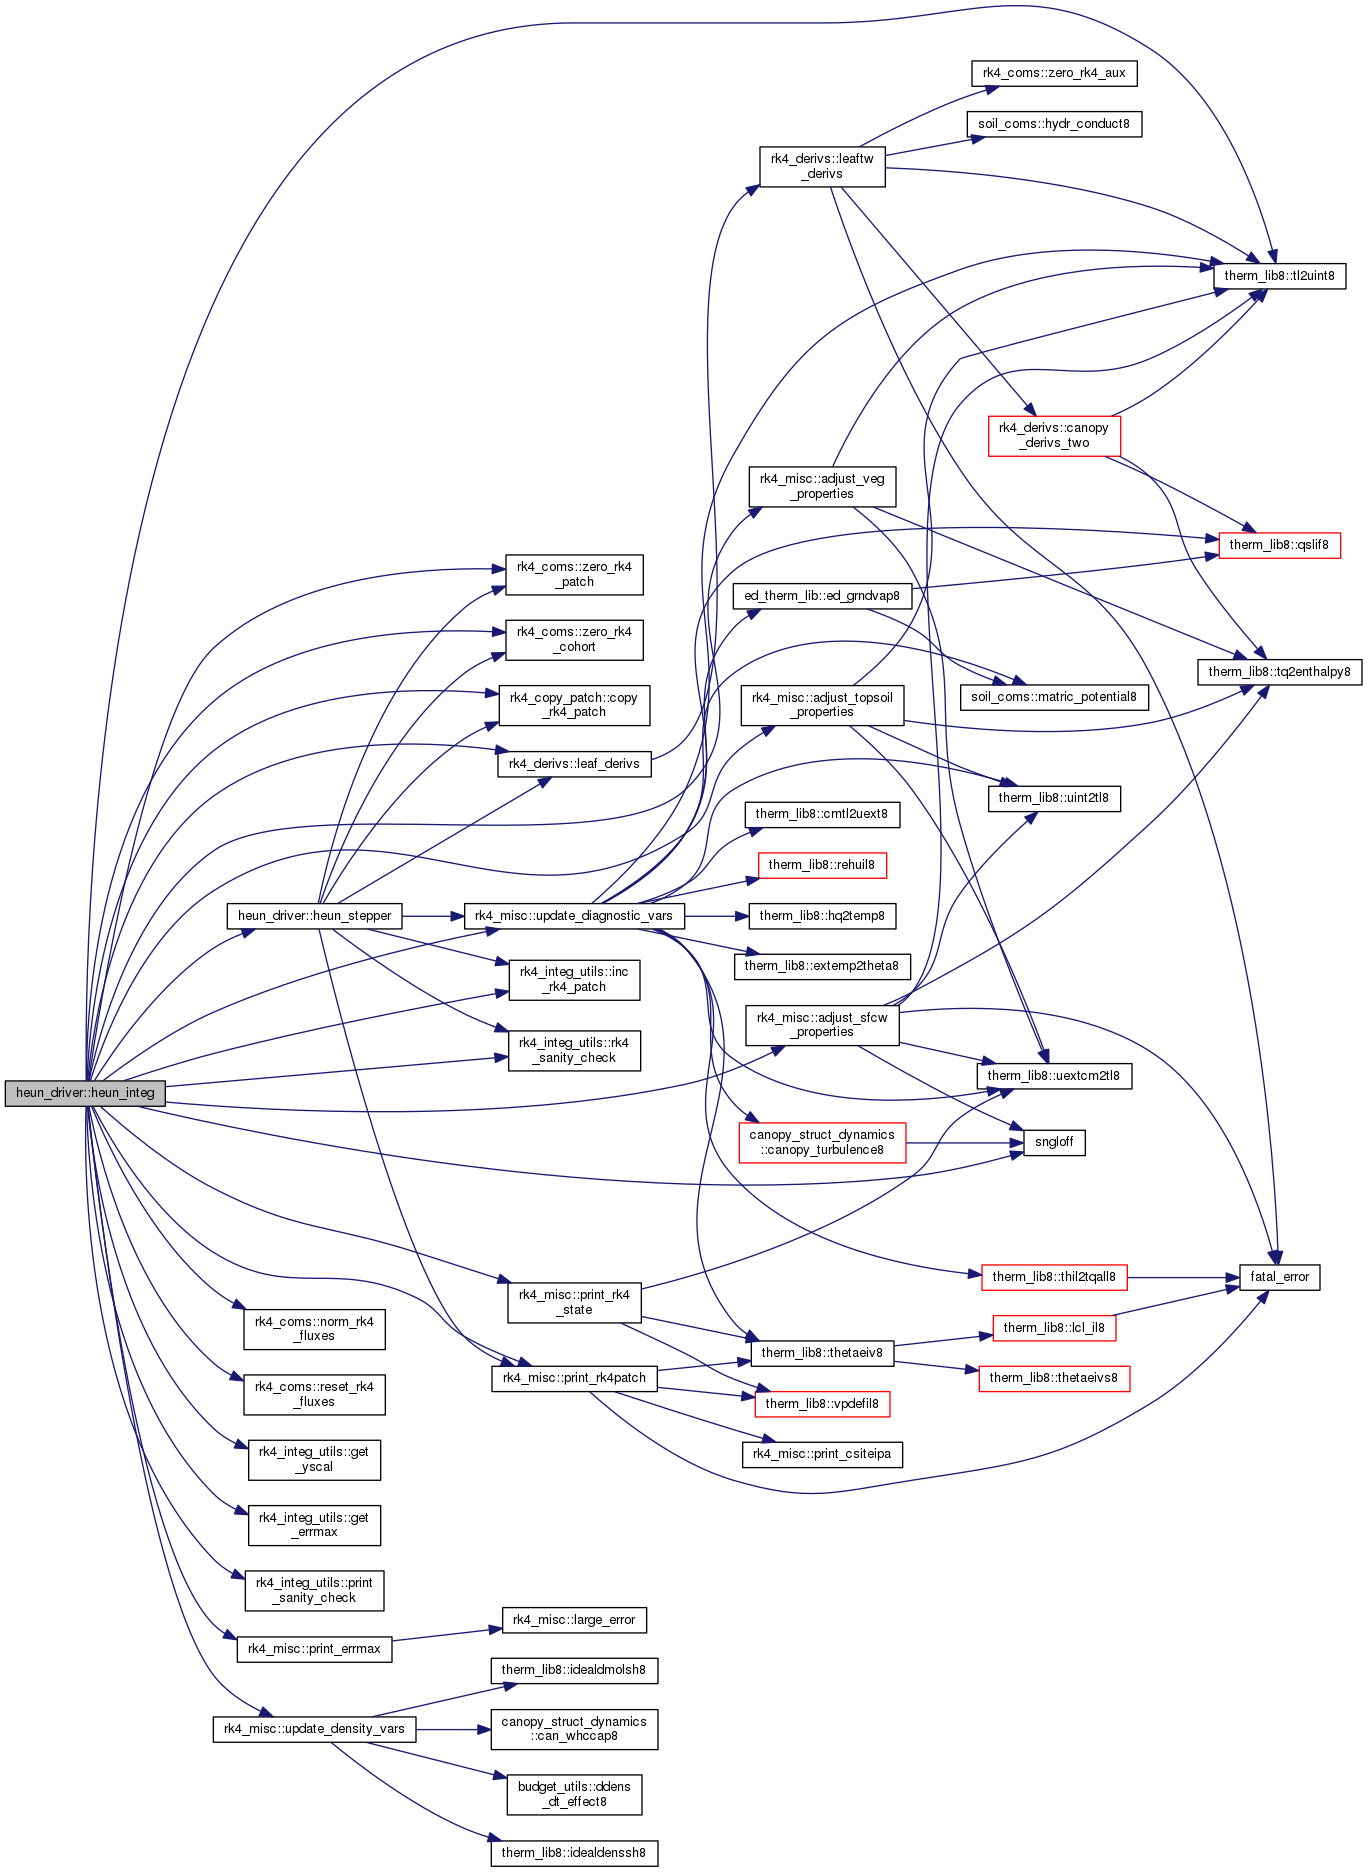 rk4_coms::zero_rk4_aux
soil_coms::hydr_conduct8
rk4_derivs::leaftw
_derivs
therm_lib8::tl2uint8
rk4_derivs::canopy
_derivs_two
rk4_misc::adjust_veg
_properties
therm_lib8::qslif8
rk4_coms::zero_rk4
_patch
ed_therm_lib::ed_grndvap8
rk4_coms::zero_rk4
_cohort
therm_lib8::tq2enthalpy8
soil_coms::matric_potential8
rk4_copy_patch::copy
_rk4_patch
rk4_misc::adjust_topsoil
_properties
rk4_derivs::leaf_derivs
therm_lib8::uint2tl8
therm_lib8::cmtl2uext8
therm_lib8::rehuil8
heun_driver::heun_stepper
rk4_misc::update_diagnostic_vars
therm_lib8::hq2temp8
therm_lib8::extemp2theta8
rk4_integ_utils::inc
_rk4_patch
rk4_misc::adjust_sfcw
_properties
rk4_integ_utils::rk4
_sanity_check
therm_lib8::uextcm2tl8
heun_driver::heun_integ
canopy_struct_dynamics
::canopy_turbulence8
sngloff
therm_lib8::thil2tqall8
fatal_error
rk4_misc::print_rk4
_state
rk4_coms::norm_rk4
_fluxes
therm_lib8::lcl_il8
therm_lib8::thetaeiv8
rk4_misc::print_rk4patch
therm_lib8::thetaeivs8
rk4_coms::reset_rk4
_fluxes
therm_lib8::vpdefil8
rk4_misc::print_csiteipa
rk4_integ_utils::get
_yscal
rk4_integ_utils::get
_errmax
rk4_integ_utils::print
_sanity_check
rk4_misc::large_error
rk4_misc::print_errmax
therm_lib8::idealdmolsh8
rk4_misc::update_density_vars
canopy_struct_dynamics
::can_whccap8
budget_utils::ddens
_dt_effect8
therm_lib8::idealdenssh8